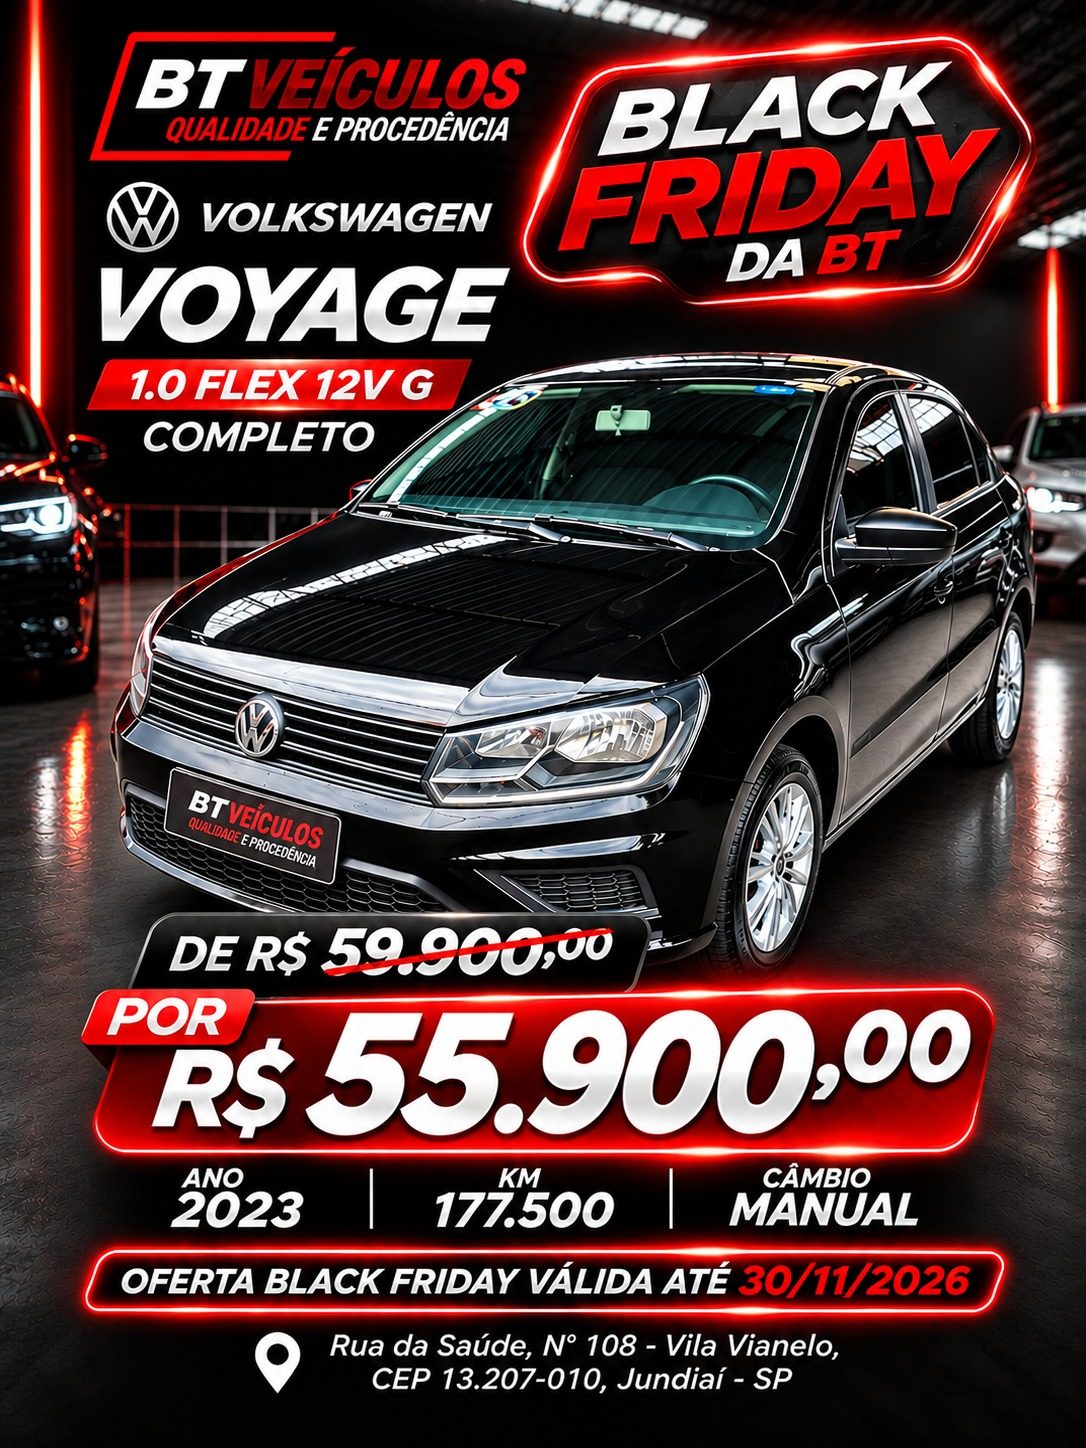 BT VEÍCULOS
QUALIDADE E PROCEDÊNCIA
BLACK
FRIDAY
DA BT
VOLKSWAGEN
VOYAGE
1.0 FLEX 12V G
COMPLETO
BT VEÍCULOS
QUALIDADE E PROCEDÊNCIA
DE R$ 59.900,00
POR
R$ 55.900,00
ANO
2023
KM
177.500
CÂMBIO
MANUAL
OFERTA BLACK FRIDAY VÁLIDA ATÉ 30/11/2026
Rua da Saúde, N° 108 - Vila Vianelo,
CEP 13.207-010, Jundiaí - SP